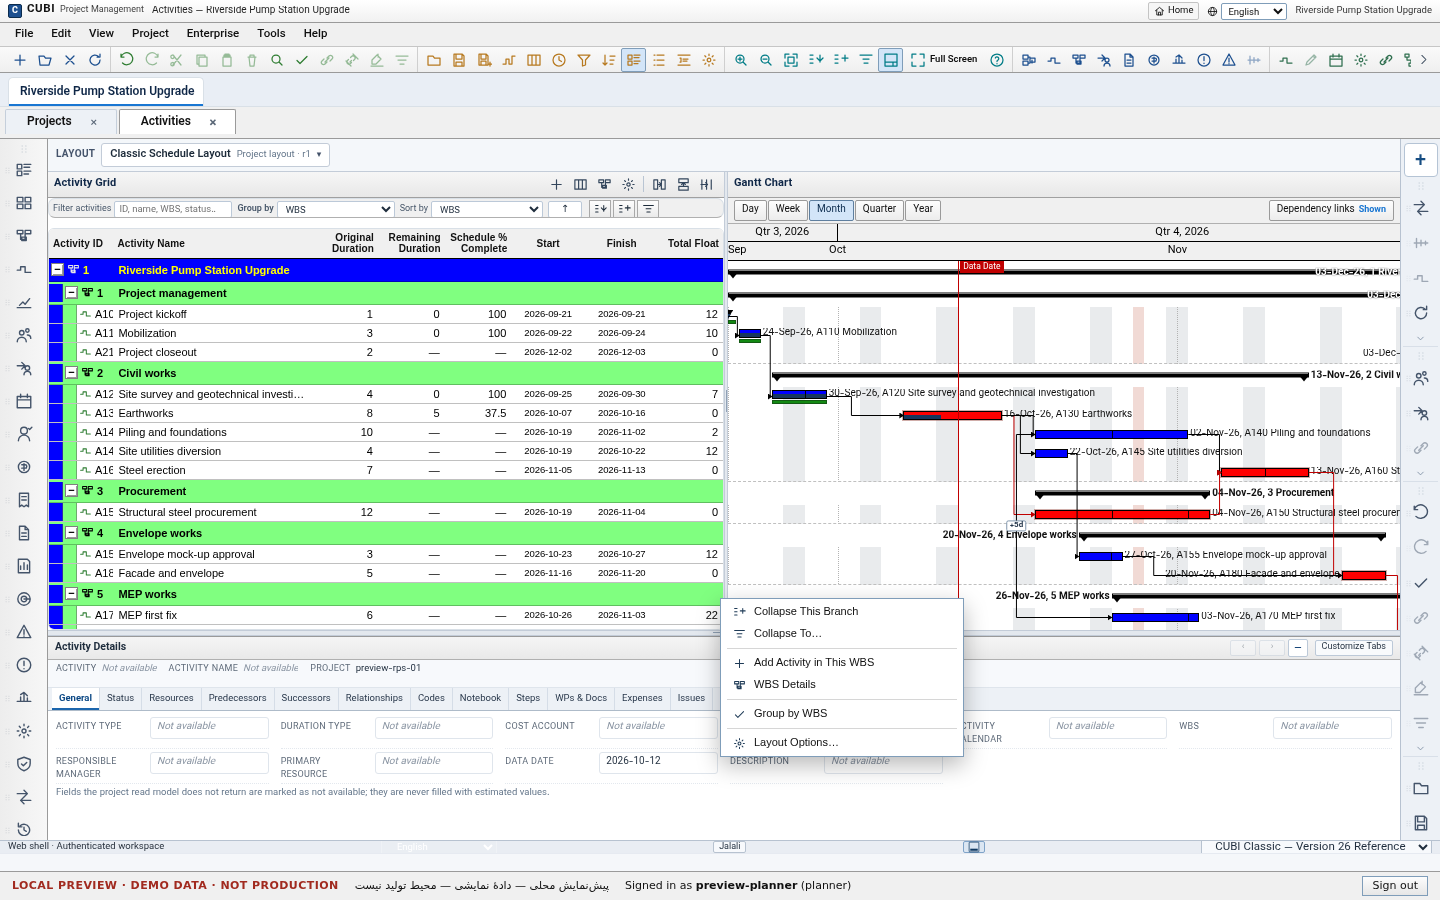 C CUBI Project Management Activities — Riverside Pump Station Upgrade Home English Riverside Pump Station Upgrade
File Edit View Project Enterprise Tools Help
Full Screen
Riverside Pump Station Upgrade
Projects × Activities ×
LAYOUT Classic Schedule Layout Project layout · r1
Activity Grid
Gantt Chart
Filter activities ID, name, WBS, status.. Group by WBS Sort by WBS
Day Week Month Quarter Year Dependency links Shown
Activity ID Activity Name Original Duration Remaining Duration Schedule % Complete Start Finish Total Float
Qtr 3, 2026 Qtr 4, 2026
Sep Oct Nov
Data Date
1 Riverside Pump Station Upgrade
1 Project management
A10 Project kickoff 1 0 100 2026-09-21 2026-09-21 12
A11 Mobilization 3 0 100 2026-09-22 2026-09-24 10
A21 Project closeout 2 — — 2026-12-02 2026-12-03 0
2 Civil works
A12 Site survey and geotechnical investi... 4 0 100 2026-09-25 2026-09-30 7
A13 Earthworks 8 5 37.5 2026-10-07 2026-10-16 0
A14 Piling and foundations 10 — — 2026-10-19 2026-11-02 2
A14 Site utilities diversion 4 — — 2026-10-19 2026-10-22 12
A16 Steel erection 7 — — 2026-11-05 2026-11-13 0
3 Procurement
A15 Structural steel procurement 12 — — 2026-10-19 2026-11-04 0
4 Envelope works
A15 Envelope mock-up approval 3 — — 2026-10-23 2026-10-27 12
A18 Facade and envelope 5 — — 2026-11-16 2026-11-20 0
5 MEP works
A17 MEP first fix 6 — — 2026-10-26 2026-11-03 22
03-Dec-26, 1 River
03-Dec
24-Sep-26, A110 Mobilization
03-Dec-
13-Nov-26, 2 Civil w
30-Sep-26, A120 Site survey and geotechnical investigation
16-Oct-26, A130 Earthworks
02-Nov-26, A140 Piling and foundations
22-Oct-26, A145 Site utilities diversion
13-Nov-26, A160 St
04-Nov-26, 3 Procurement
04-Nov-26, A150 Structural steel procurer
+5d
20-Nov-26, 4 Envelope works
27-Oct-26, A155 Envelope mock-up approval
20-Nov-26, A180 Facade and envelope
26-Nov-26, 5 MEP works
03-Nov-26, A170 MEP first fix
Collapse This Branch
Collapse To…
Add Activity in This WBS
WBS Details
Group by WBS
Layout Options…
Activity Details
Customize Tabs
ACTIVITY Not available ACTIVITY NAME Not available PROJECT preview-rps-01
General Status Resources Predecessors Successors Relationships Codes Notebook Steps WPs & Docs Expenses Issues
ACTIVITY TYPE Not available DURATION TYPE Not available COST ACCOUNT Not available CTIVITY ALENDAR Not available WBS Not available
RESPONSIBLE MANAGER Not available PRIMARY RESOURCE Not available DATA DATE 2026-10-12 DESCRIPTION Not available
Fields the project read model does not return are marked as not available; they are never filled with estimated values.
Web shell · Authenticated workspace English Jalali CUBI Classic — Version 26 Reference
LOCAL PREVIEW · DEMO DATA · NOT PRODUCTION پیش‌نمایش محلی — دادهٔ نمایشی — محیط تولید نیست Signed in as preview-planner (planner) Sign out